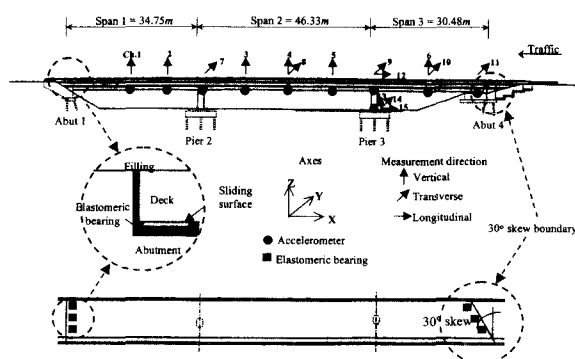 Span 1 = 34.75m Span 2 = 46.33m Span 3 = 30.48m
Ch.1 2 7 3 4 8 5 9 12 6 10 11
Traffic
14
15
Abut 1
Pier 2
Pier 3
Abut 4
Filling
Deck
Sliding surface
Elastomeric bearing
Abutment
Axes
Z
Y
X
Measurement direction
Vertical
Transverse
Longitudinal
Accelerometer
Elastomeric bearing
30° skew boundary
30° skew